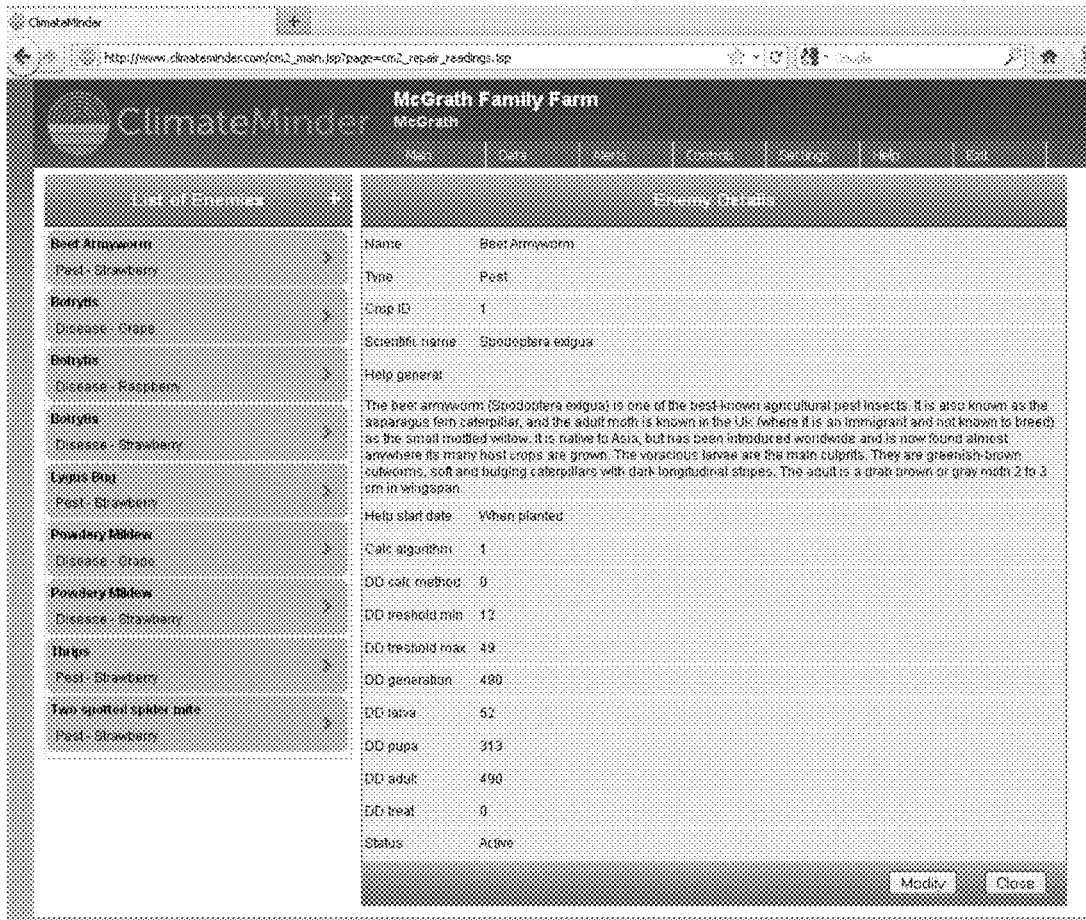 ClimateMinder
http://www.climateminder.com/cm2_main.jsp?page=cm2_repair_readings.jsp
Google
ClimateMinder
McGrath Family Farm
McGrath
Main
Data
Alerts
Controls
Settings
Help
Exit
List of Enemies
+
Enemy Details
Beet Armyworm
Pest - Strawberry
Botrytis
Disease - Grape
Botrytis
Disease - Raspberry
Botrytis
Disease - Strawberry
Lygus Bug
Pest - Strawberry
Powdery Mildew
Disease - Grape
Powdery Mildew
Disease - Strawberry
Thrips
Pest - Strawberry
Two-spotted spider mite
Pest - Strawberry
Name Beet Armyworm
Type Pest
Crop ID 1
Scientific name Spodoptera exigua
Help general
The beet armyworm (Spodoptera exigua) is one of the best-known agricultural pest insects. It is also known as the
asparagus fern caterpillar, and the adult moth is known in the UK (where it is an immigrant and not known to breed)
as the small mottled willow. It is native to Asia, but has been introduced worldwide and is now found almost
anywhere its many host crops are grown. The voracious larvae are the main culprits. They are greenish-brown
cutworms, soft and bulging caterpillars with dark longitudinal stripes. The adult is a drab brown or gray moth 2 to 3
cm in wingspan.
Help start date When planted
Calc algorithm 1
DD calc method 0
DD treshold min 12
DD treshold max 49
DD generation 490
DD larva 52
DD pupa 313
DD adult 490
DD treat 0
Status Active
Modify
Close